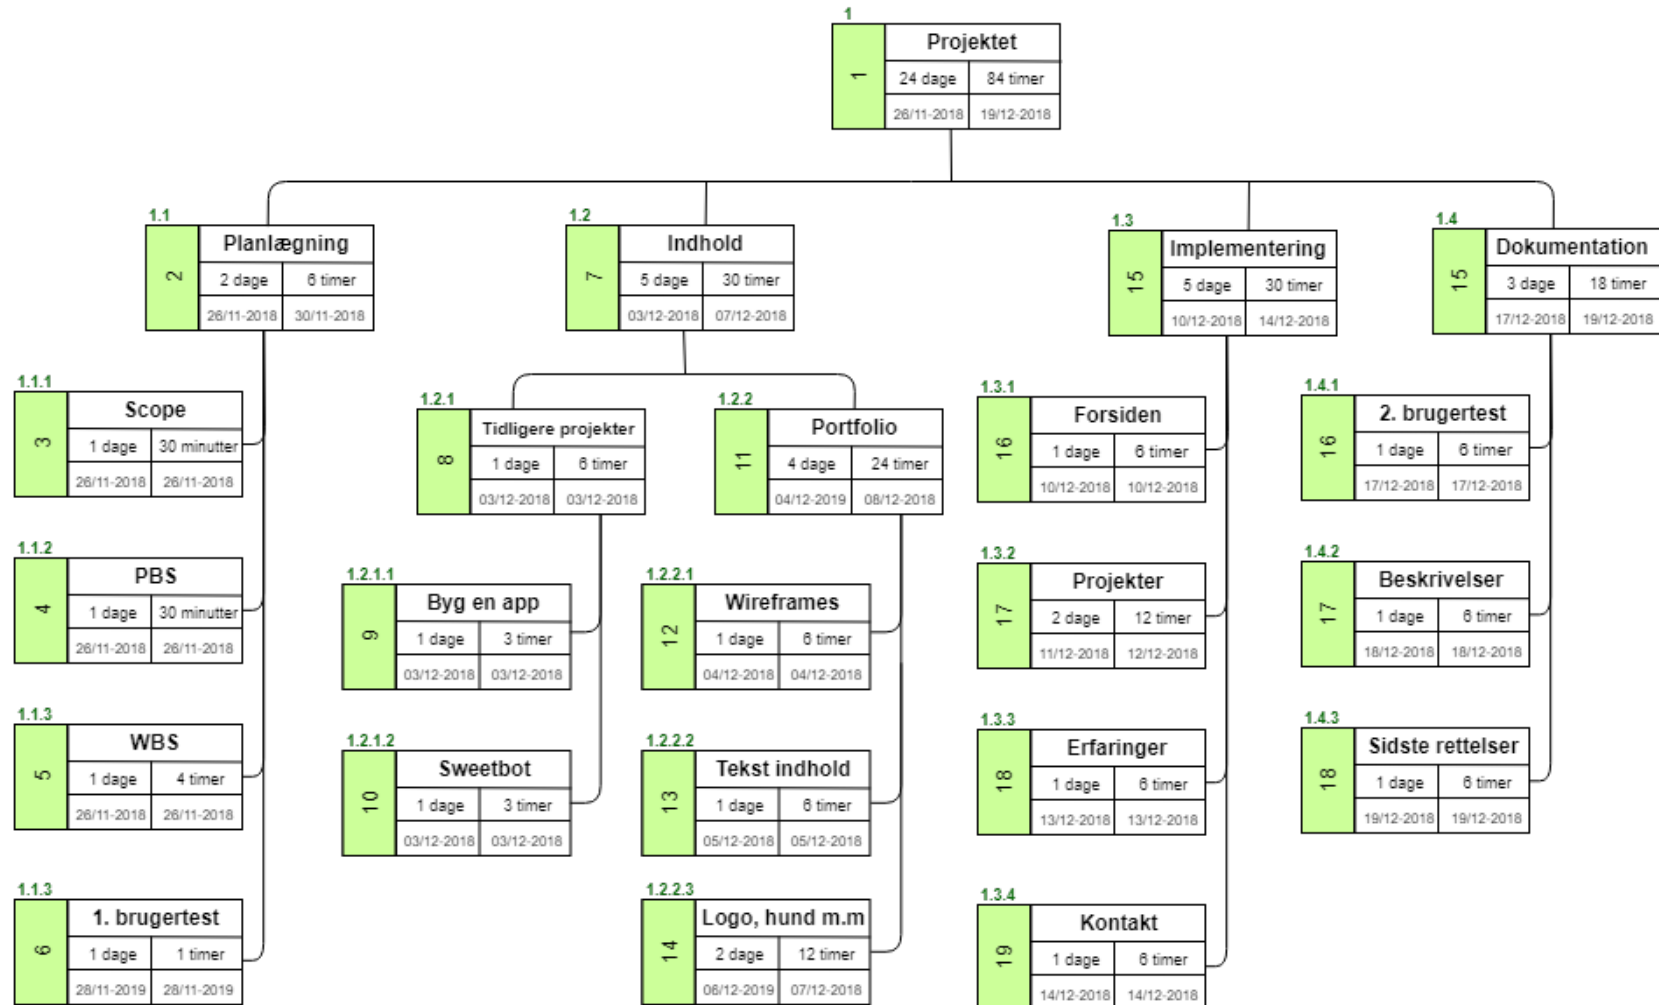 1
1
Projektet
24 dage 84 timer
26/11-2018 19/12-2018
1.1
2
Planlægning
2 dage 6 timer
26/11-2018 30/11-2018
1.2
7
Indhold
5 dage 30 timer
03/12-2018 07/12-2018
1.3
15
Implementering
5 dage 30 timer
10/12-2018 14/12-2018
1.4
15
Dokumentation
3 dage 18 timer
17/12-2018 19/12-2018
1.1.1
3
Scope
1 dage 30 minutter
26/11-2018 26/11-2018
1.1.2
4
PBS
1 dage 30 minutter
26/11-2018 26/11-2018
1.1.3
5
WBS
1 dage 4 timer
26/11-2018 26/11-2018
1.1.3
6
1. brugertest
1 dage 1 timer
28/11-2019 28/11-2019
1.2.1
8
Tidligere projekter
1 dage 6 timer
03/12-2018 03/12-2018
1.2.1.1
9
Byg en app
1 dage 3 timer
03/12-2018 03/12-2018
1.2.1.2
10
Sweetbot
1 dage 3 timer
03/12-2018 03/12-2018
1.2.2
11
Portfolio
4 dage 24 timer
04/12-2019 08/12-2018
1.2.2.1
12
Wireframes
1 dage 6 timer
04/12-2018 04/12-2018
1.2.2.2
13
Tekst indhold
1 dage 6 timer
05/12-2018 05/12-2018
1.2.2.3
14
Logo, hund m.m
2 dage 12 timer
06/12-2019 07/12-2018
1.3.1
16
Forsiden
1 dage 6 timer
10/12-2018 10/12-2018
1.3.2
17
Projekter
2 dage 12 timer
11/12-2018 12/12-2018
1.3.3
18
Erfaringer
1 dage 6 timer
13/12-2018 13/12-2018
1.3.4
19
Kontakt
1 dage 6 timer
14/12-2018 14/12-2018
1.4.1
16
2. brugertest
1 dage 6 timer
17/12-2018 17/12-2018
1.4.2
17
Beskrivelser
1 dage 6 timer
18/12-2018 18/12-2018
1.4.3
18
Sidste rettelser
1 dage 6 timer
19/12-2018 19/12-2018